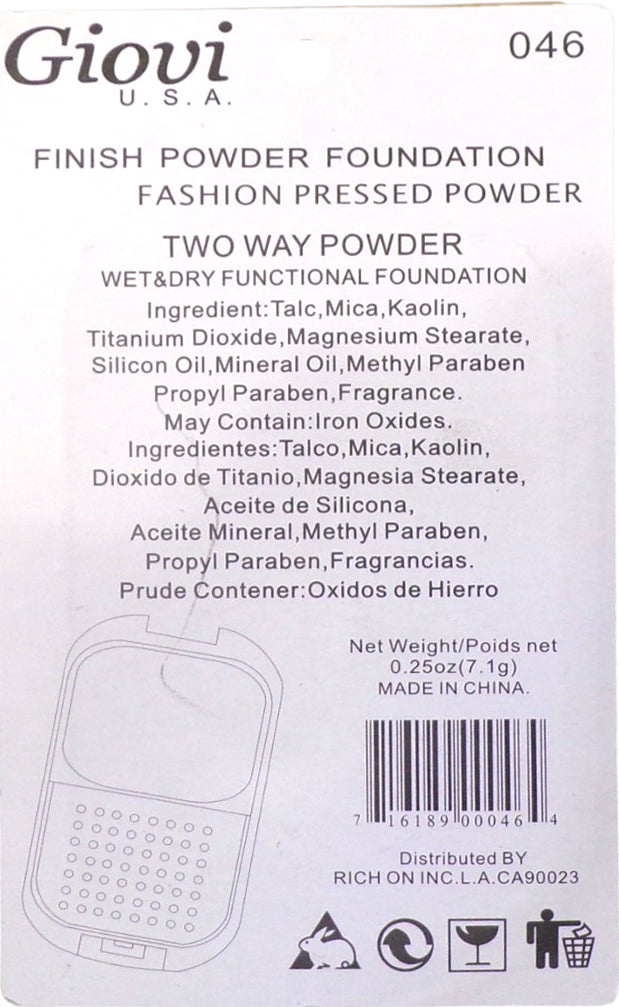 Giovi
U. S. A.
046
FINISH POWDER FOUNDATION
FASHION PRESSED POWDER
TWO WAY POWDER
WET&DRY FUNCTIONAL FOUNDATION
Ingredient:Talc,Mica,Kaolin,
Titanium Dioxide,Magnesium Stearate,
Silicon Oil,Mineral Oil,Methyl Paraben
Propyl Paraben,Fragrance.
May Contain:Iron Oxides.
Ingredientes:Talco,Mica,Kaolin,
Dioxido de Titanio,Magnesia Stearate,
Aceite de Silicona,
Aceite Mineral,Methyl Paraben,
Propyl Paraben,Fragrancias.
Prude Contener:Oxidos de Hierro
Net Weight/Poids net
0.25oz(7.1g)
MADE IN CHINA.
7 16189 00046 4
Distributed BY
RICH ON INC.L.A.CA90023